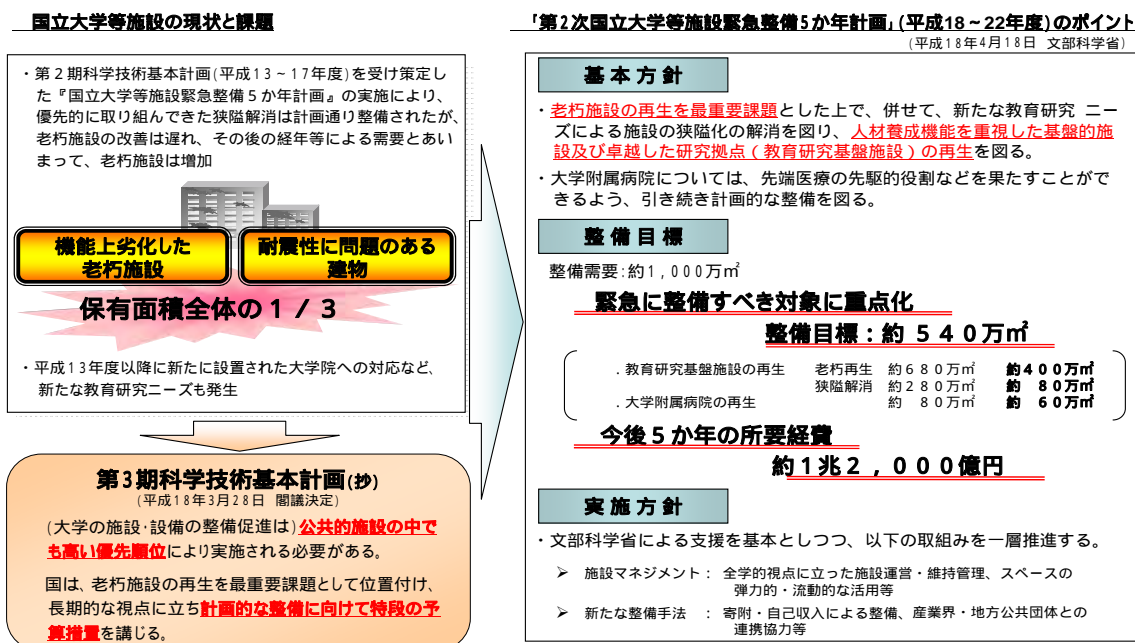 国立大学等施設の現状と課題
・第2期科学技術基本計画(平成13~17年度)を受け策定し
た『国立大学等施設緊急整備5か年計画』の実施により、
優先的に取り組んできた狭隘解消は計画通り整備されたが、
老朽施設の改善は遅れ、その後の経年等による需要とあい
まって、老朽施設は増加
機能上劣化した
老朽施設
耐震性に問題のある
建物
保有面積全体の1/3
・平成13年度以降に新たに設置された大学院への対応など、
新たな教育研究ニーズも発生
第3期科学技術基本計画(抄)
(平成18年3月28日 閣議決定)
(大学の施設・設備の整備促進は)公共的施設の中で
も高い優先順位により実施される必要がある。
国は、老朽施設の再生を最重要課題として位置付け、
長期的な視点に立ち計画的な整備に向けて特段の予
算措置を講じる。
「第2次国立大学等施設緊急整備5か年計画」(平成18~22年度)のポイント
(平成18年4月18日 文部科学省)
基本方針
・老朽施設の再生を最重要課題とした上で、併せて、新たな教育研究 ニー
ズによる施設の狭隘化の解消を図り、人材養成機能を重視した基盤的施
設及び卓越した研究拠点(教育研究基盤施設)の再生を図る。
・大学附属病院については、先端医療の先駆的役割などを果たすことがで
きるよう、引き続き計画的な整備を図る。
整備目標
整備需要:約1,000万㎡
緊急に整備すべき対象に重点化
整備目標:約 540万㎡
.教育研究基盤施設の再生 老朽再生 約680万㎡ 約400万㎡
狭隘解消 約280万㎡ 約 80万㎡
.大学附属病院の再生 約 80万㎡ 約 60万㎡
今後5か年の所要経費
約1兆2,000億円
実施方針
・文部科学省による支援を基本としつつ、以下の取組みを一層推進する。
➢ 施設マネジメント: 全学的視点に立った施設運営・維持管理、スペースの
弾力的・流動的な活用等
➢ 新たな整備手法 : 寄附・自己収入による整備、産業界・地方公共団体との
連携協力等